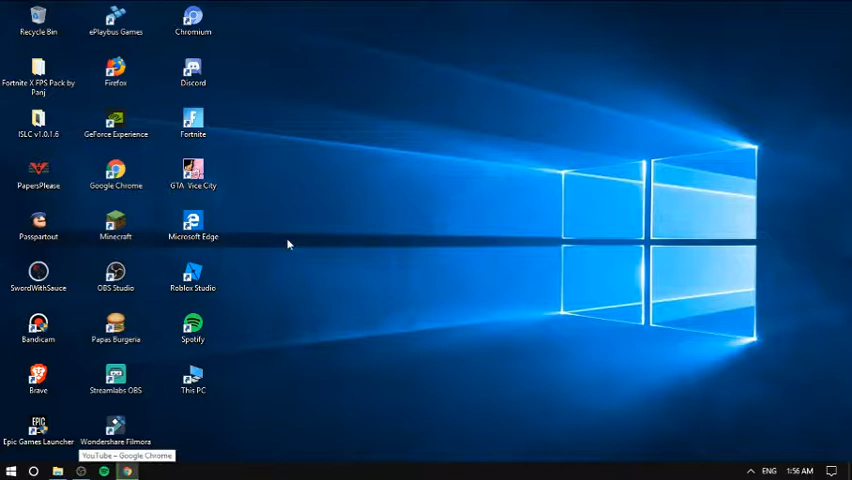 Recycle Bin
ePlaybus Games
Chromium
Fortnite X FPS Pack by
Panj
Firefox
Discord
ISLC v1.0.1.6
GeForce Experience
Fortnite
PapersPlease
Google Chrome
GTA Vice City
Passpartout
Minecraft
Microsoft Edge
SwordWithSauce
OBS Studio
Roblox Studio
Bandicam
Papas Burgeria
Spotify
Brave
Streamlabs OBS
This PC
EPIC
GAMES
Epic Games Launcher
Wondershare Filmora
YouTube – Google Chrome
ENG
1:56 AM